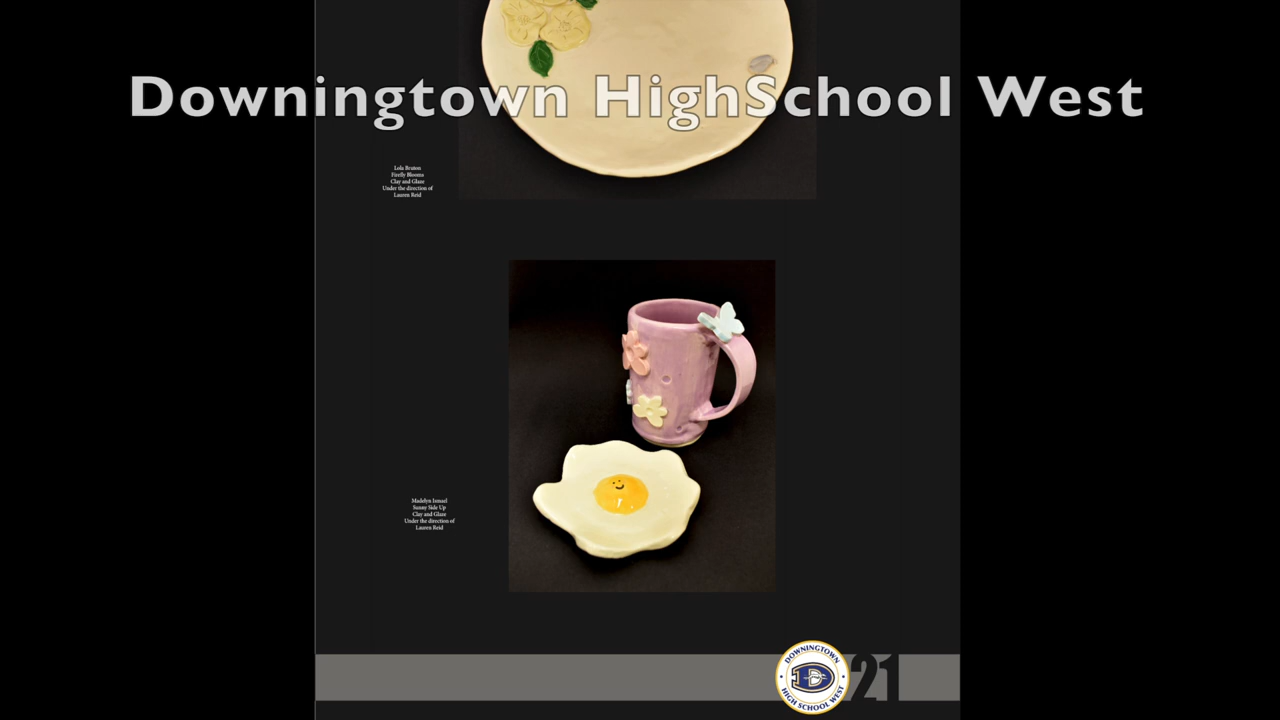 Downingtown HighSchool West
Lola Bruton
Firefly Blooms
Clay and Glaze
Under the direction of
Lauren Reid
Madelyn Ismael
Sunny Side Up
Clay and Glaze
Under the direction of
Lauren Reid
DOWNINGTOWN
D
HIGH SCHOOL WEST
21